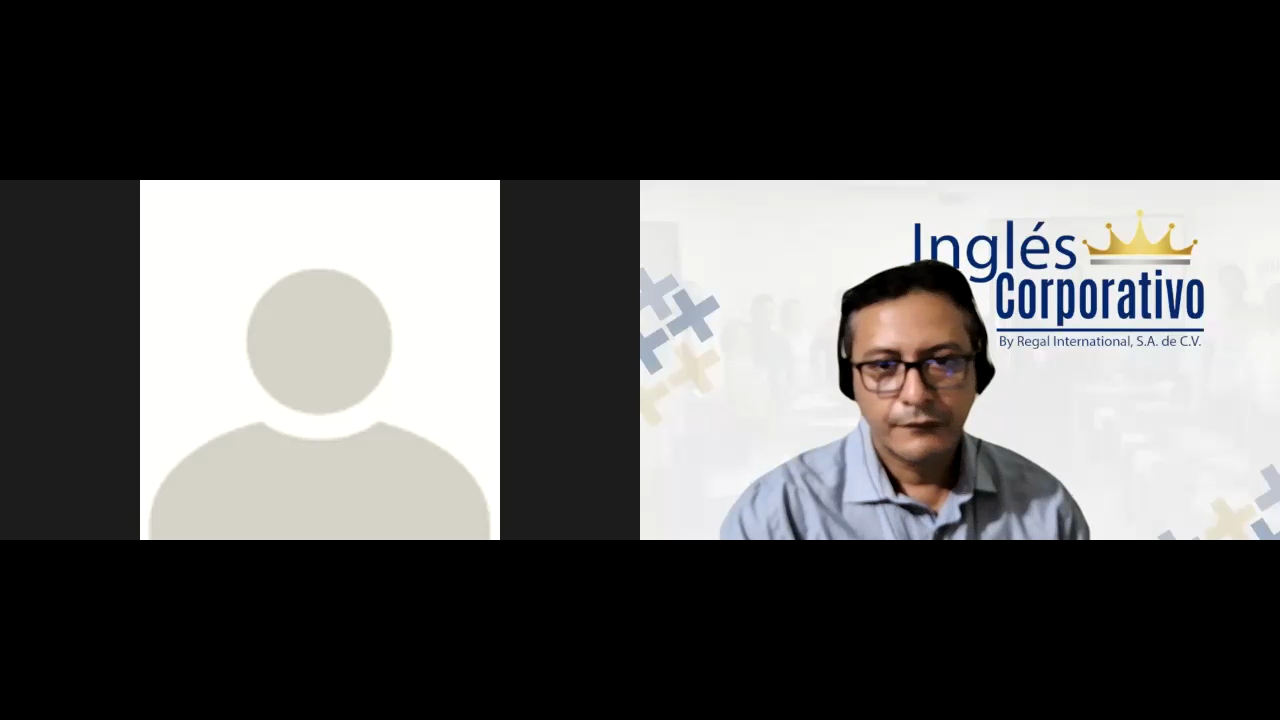 Inglés
Corporativo
By Regal International, S.A. de C.V.